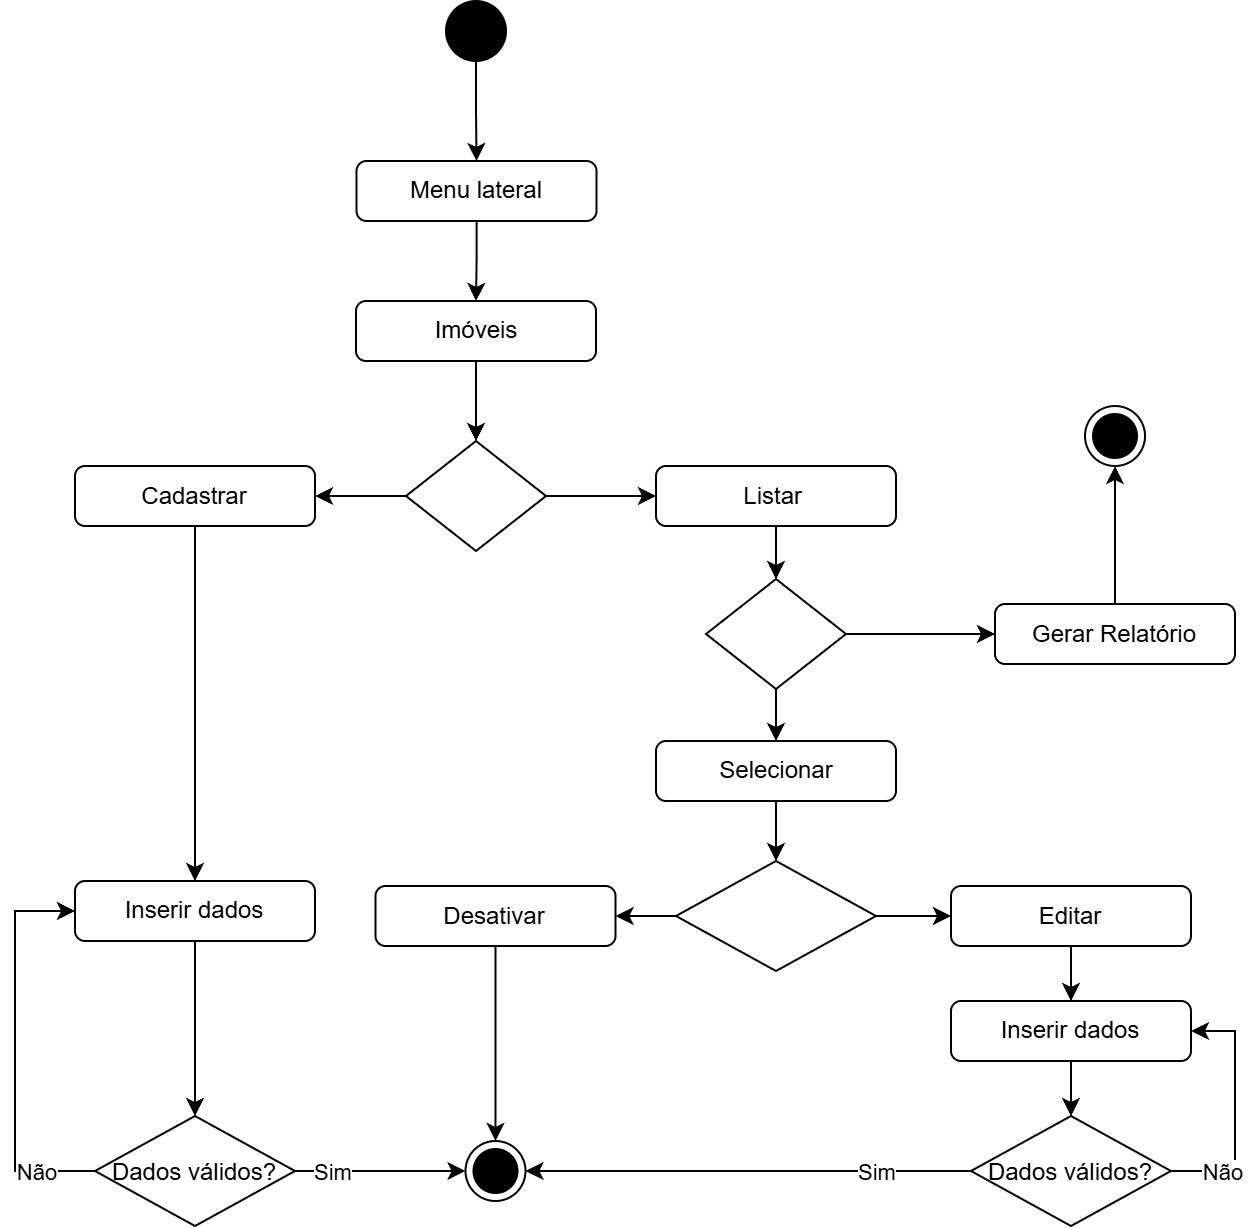 Menu lateral
Imóveis
Cadastrar
Listar
Gerar Relatório
Selecionar
Inserir dados
Desativar
Editar
Inserir dados
Não
Dados válidos?
Sim
Sim
Dados válidos?
Não